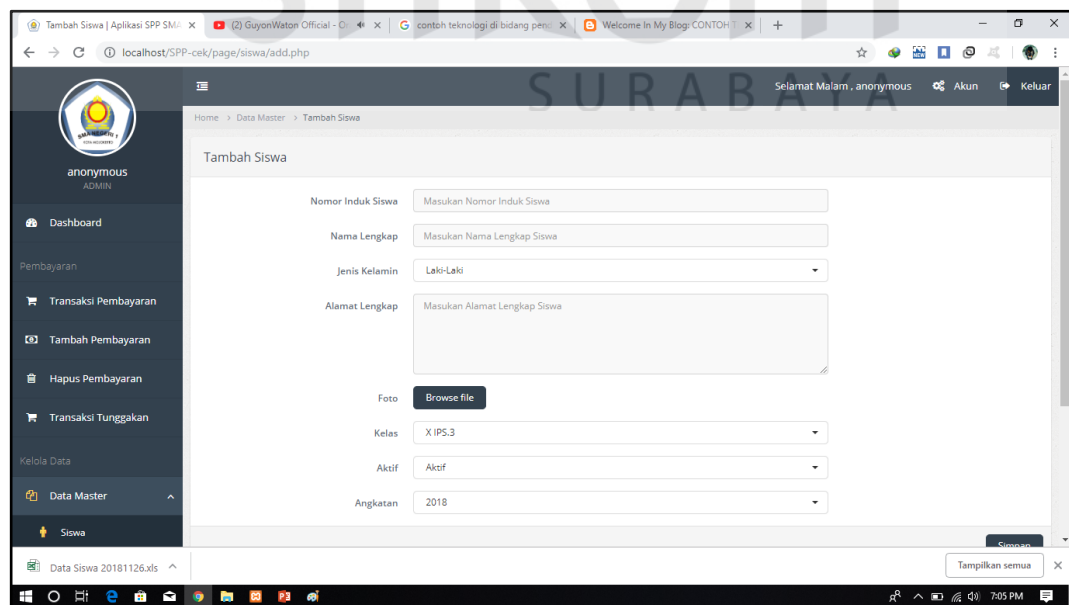 Tambah Siswa | Aplikasi SPP SMA
(2) GuyonWaton Official - O
contoh teknologi di bidang pend
Welcome In My Blog: CONTOH T
localhost/SPP-cek/page/siswa/add.php
SURABAYA
Selamat Malam , anonymous
Akun
Keluar
Home > Data Master > Tambah Siswa
SMA NEGERI 1
anonymous
ADMIN
Dashboard
Pembayaran
Transaksi Pembayaran
Tambah Pembayaran
Hapus Pembayaran
Transaksi Tunggakan
Kelola Data
Data Master
Siswa
Tambah Siswa
Nomor Induk Siswa
Masukan Nomor Induk Siswa
Nama Lengkap
Masukan Nama Lengkap Siswa
Jenis Kelamin
Laki-Laki
Alamat Lengkap
Masukan Alamat Lengkap Siswa
Foto
Browse file
Kelas
X IPS.3
Aktif
Aktif
Angkatan
2018
Simpan
Data Siswa 20181126.xls
Tampilkan semua
7:05 PM